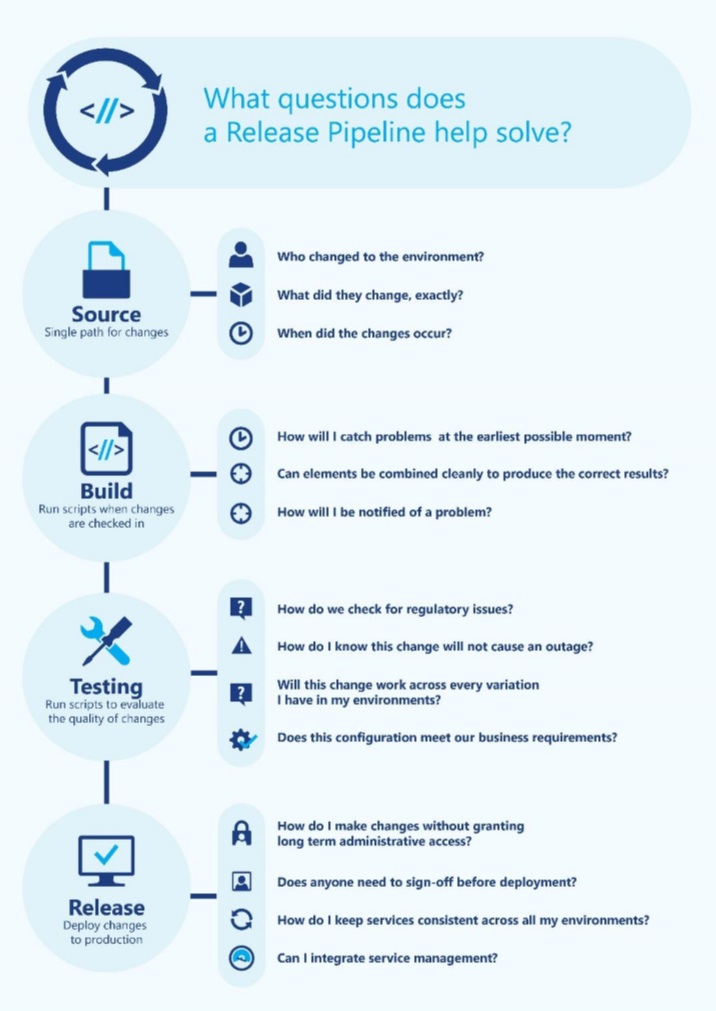 <//>
What questions does
a Release Pipeline help solve?
Source
Single path for changes
Who changed to the environment?
What did they change, exactly?
When did the changes occur?
</>
Build
Run scripts when changes
are checked in
How will I catch problems  at the earliest possible moment?
Can elements be combined cleanly to produce the correct results?
How will I be notified of a problem?
Testing
Run scripts to evaluate
the quality of changes
?
How do we check for regulatory issues?
!
How do I know this change will not cause an outage?
?
Will this change work across every variation
I have in my environments?
Does this configuration meet our business requirements?
Release
Deploy changes
to production
How do I make changes without granting
long term administrative access?
Does anyone need to sign-off before deployment?
How do I keep services consistent across all my environments?
Can I integrate service management?